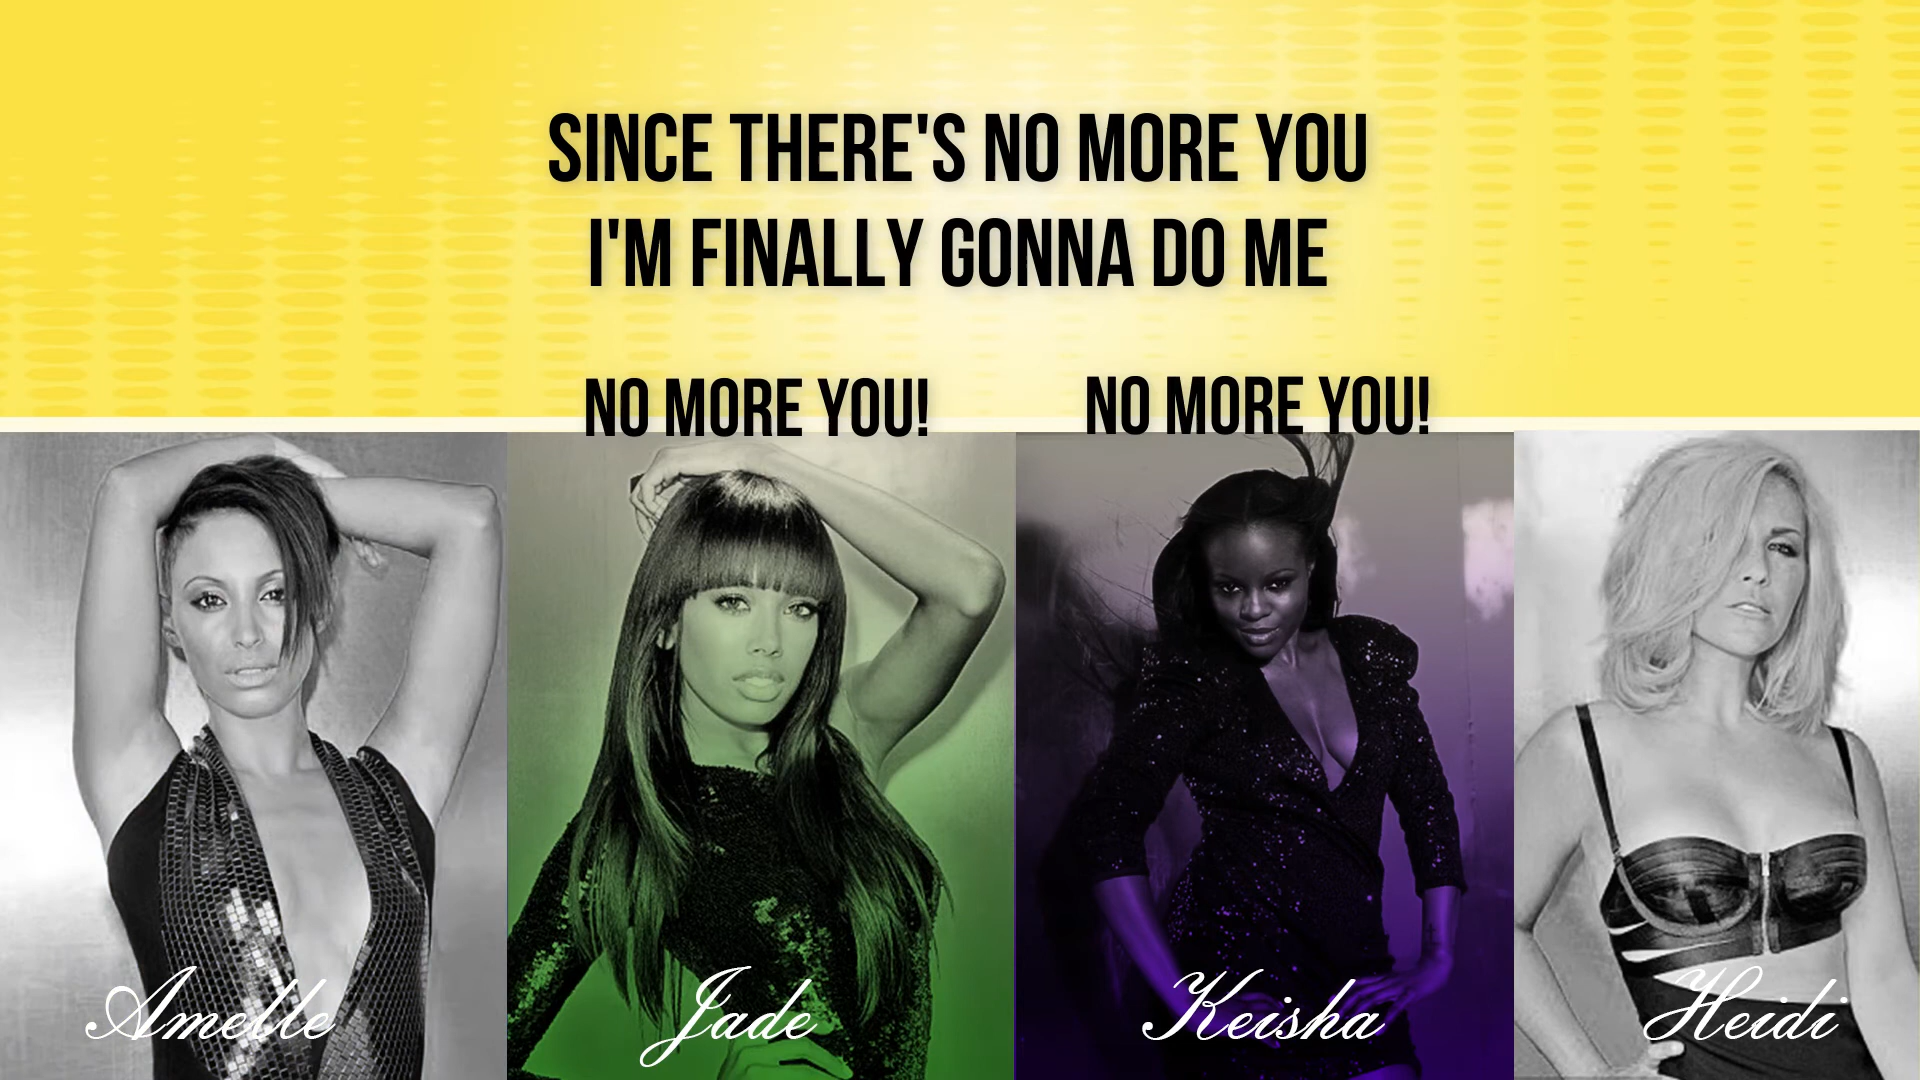 SINCE THERE'S NO MORE YOU
I'M FINALLY GONNA DO ME
NO MORE YOU! NO MORE YOU!
Amelle Jade Keisha Heidi